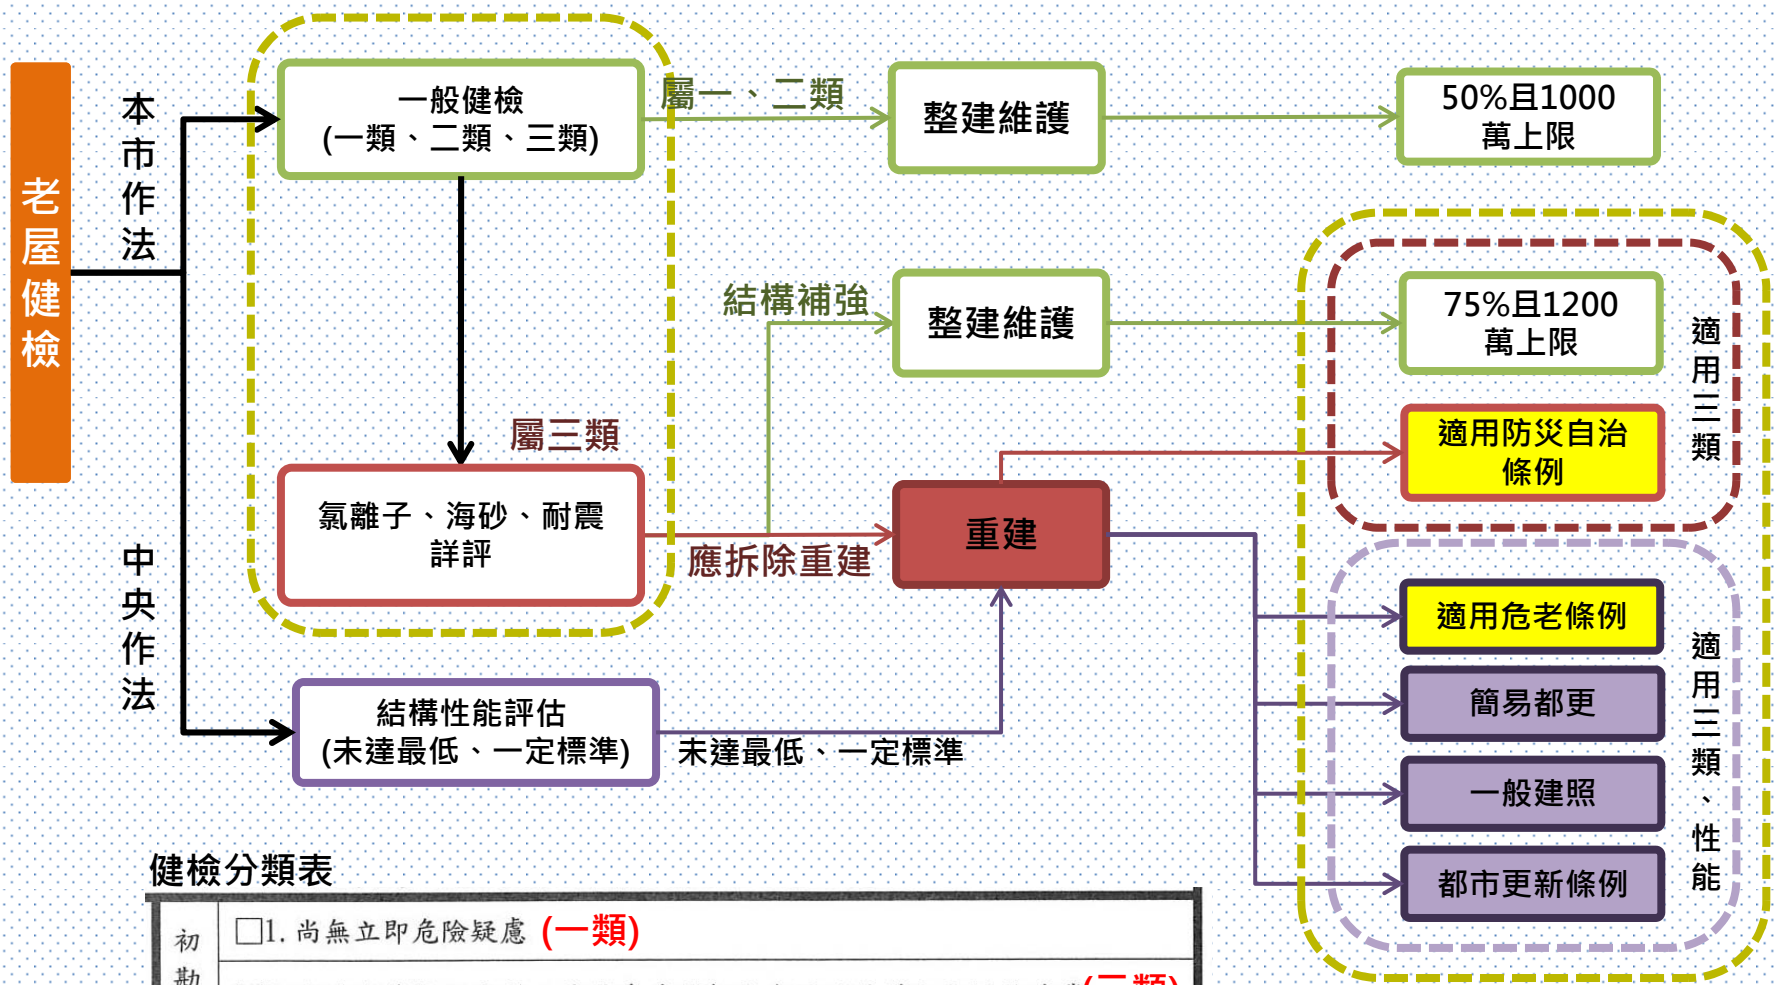 老屋健檢
本市作法
中央作法
一般健檢
(一類、二類、三類)
屬一、二類
整建維護
50%且1000
萬上限
屬三類
氯離子、海砂、耐震
詳評
結構補強
整建維護
75%且1200
萬上限
應拆除重建
重建
適用防災自治
條例
適用三類
結構性能評估
(未達最低、一定標準)
未達最低、一定標準
適用危老條例
簡易都更
一般建照
都市更新條例
適用三類、性能
健檢分類表
初勘
□1. 尚無立即危險疑慮 (一類)